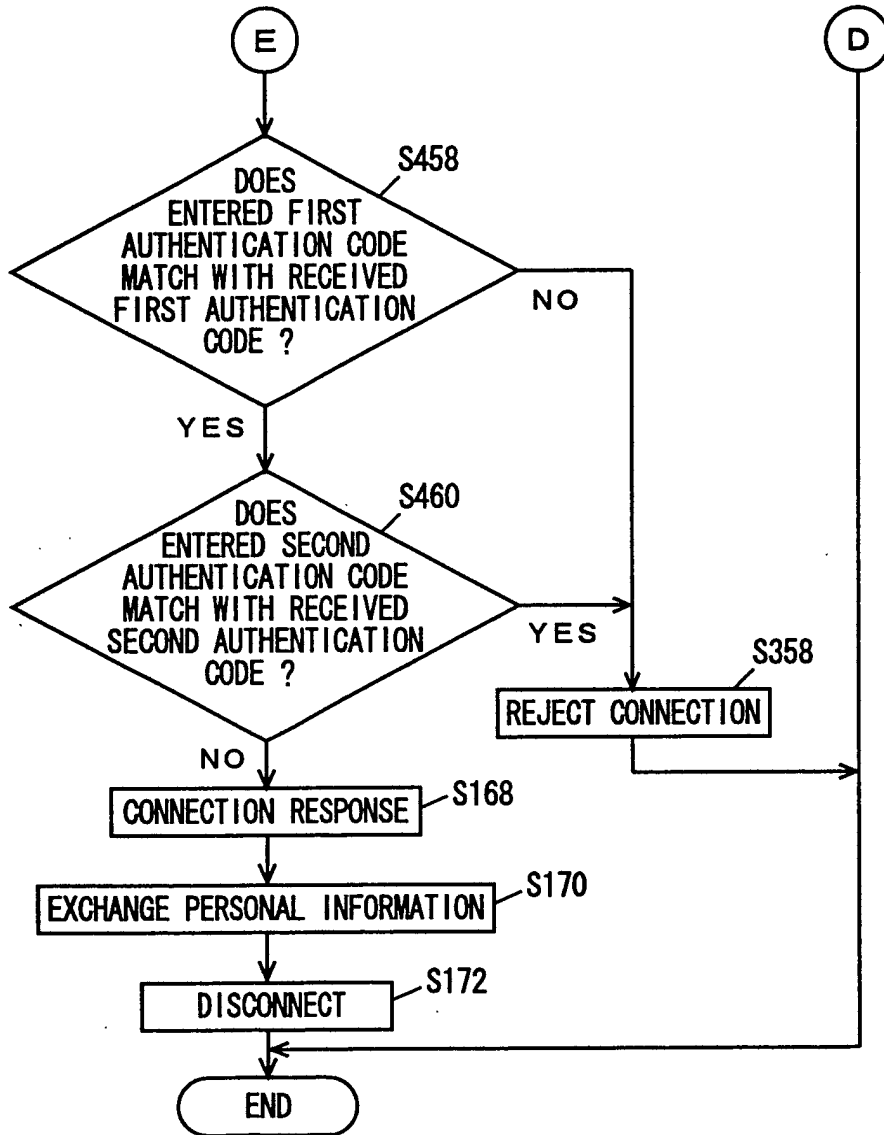 E
D
S458
DOES
ENTERED FIRST
AUTHENTICATION CODE
MATCH WITH RECEIVED
FIRST AUTHENTICATION
CODE ?
NO
YES
S460
DOES
ENTERED SECOND
AUTHENTICATION CODE
MATCH WITH RECEIVED
SECOND AUTHENTICATION
CODE ?
YES
S358
REJECT CONNECTION
NO
S168
CONNECTION RESPONSE
S170
EXCHANGE PERSONAL INFORMATION
S172
DISCONNECT
END